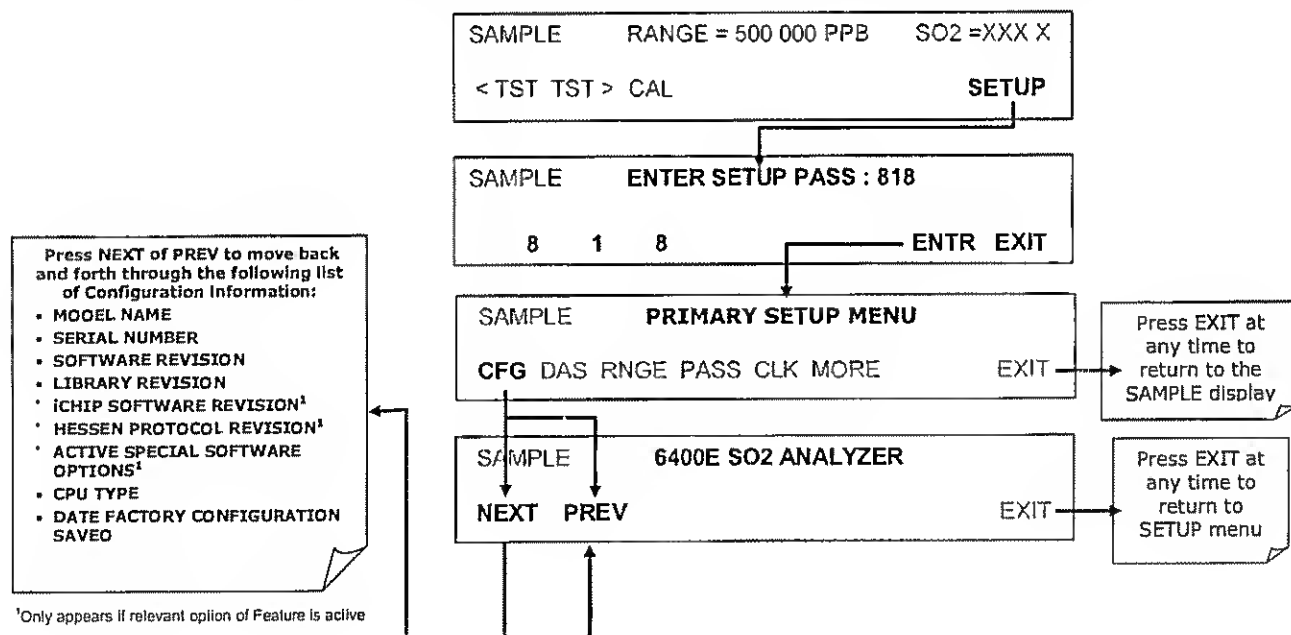 SAMPLE RANGE = 500 000 PPB SO2 =XXX X
< TST TST > CAL SETUP
SAMPLE ENTER SETUP PASS : 818
8 1 8 ENTR EXIT
Press NEXT of PREV to move back
and forth through the following list
of Configuration Information:
• MODEL NAME
• SERIAL NUMBER
• SOFTWARE REVISION
• LIBRARY REVISION
• iCHIP SOFTWARE REVISION¹
• HESSEN PROTOCOL REVISION¹
• ACTIVE SPECIAL SOFTWARE
OPTIONS¹
• CPU TYPE
• DATE FACTORY CONFIGURATION
SAVED
¹Only appears if relevant option of Feature is active
SAMPLE PRIMARY SETUP MENU
CFG DAS RNGE PASS CLK MORE EXIT
Press EXIT at
any time to
return to the
SAMPLE display
SAMPLE 6400E SO2 ANALYZER
NEXT PREV EXIT
Press EXIT at
any time to
return to
SETUP menu